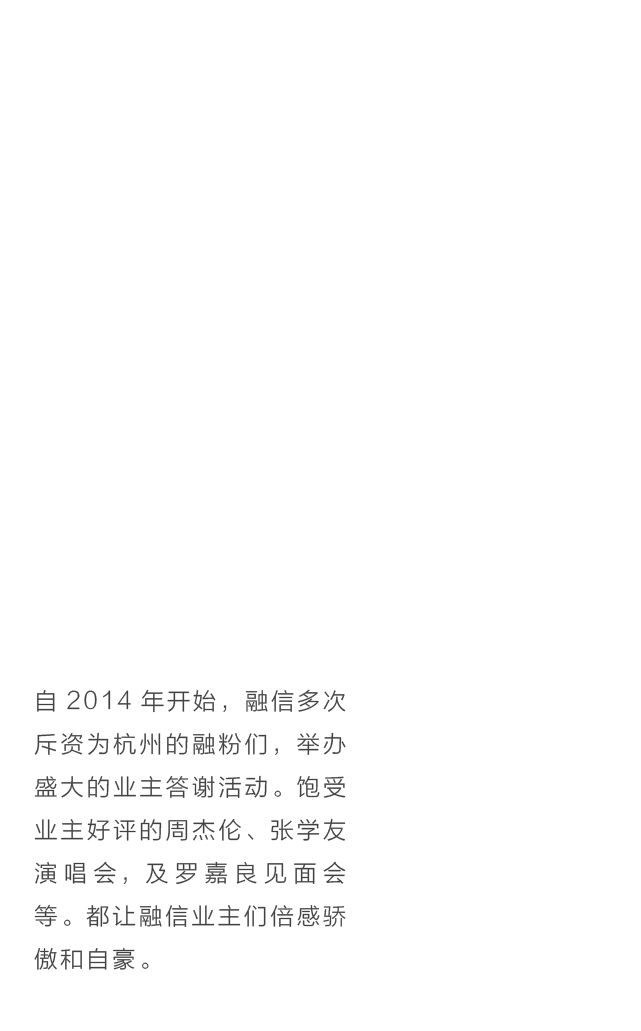 自 2014 年开始，融信多次
斥资为杭州的融粉们，举办
盛大的业主答谢活动。饱受
业主好评的周杰伦、张学友
演唱会，及罗嘉良见面会
等。都让融信业主们倍感骄
傲和自豪。